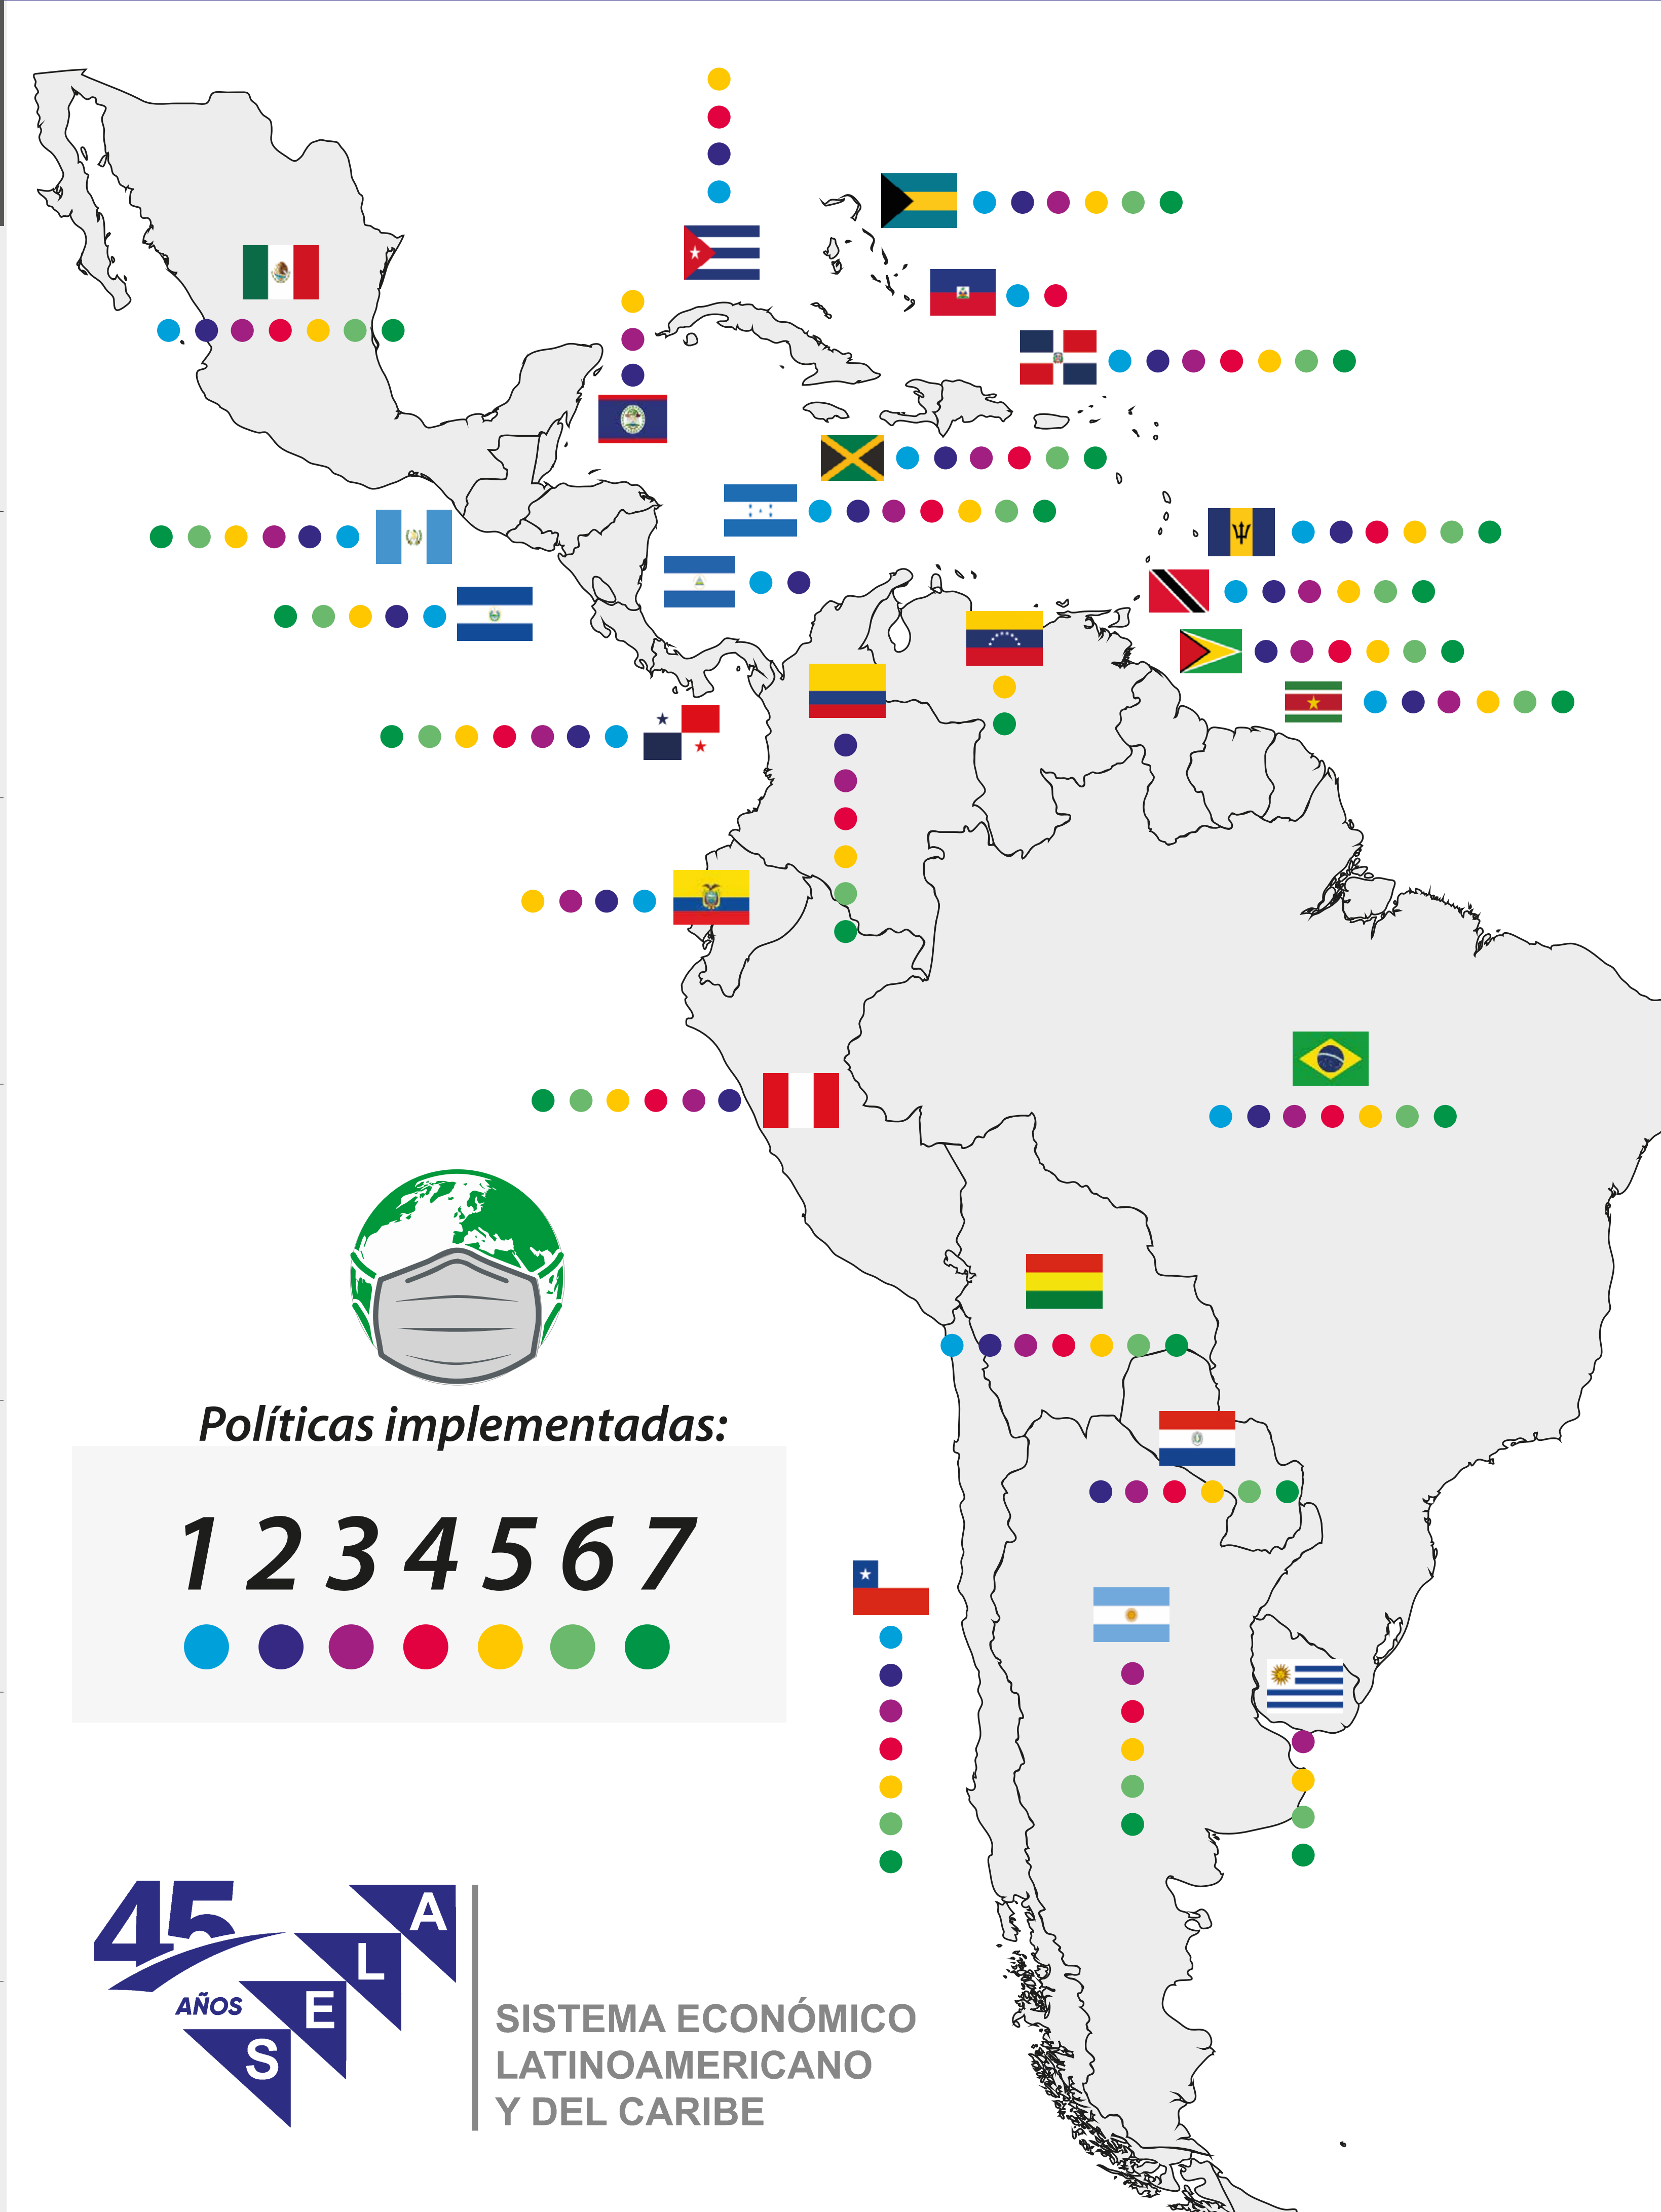 Políticas implementadas:
1 2 3 4 5 6 7
45
AÑOS
S E L A
SISTEMA ECONÓMICO
LATINOAMERICANO
Y DEL CARIBE